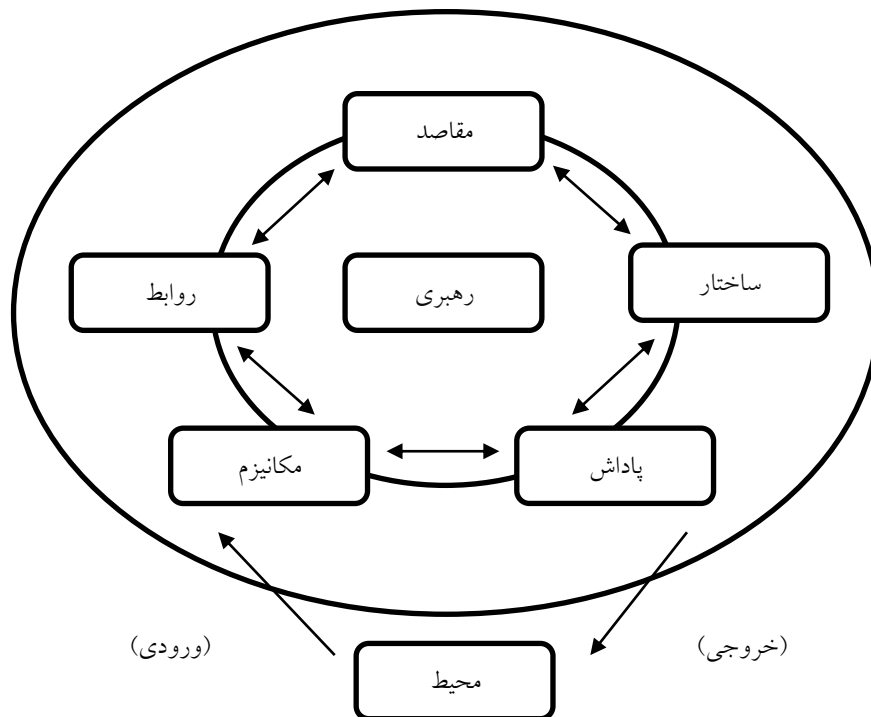 مقاصد
ساختار
رهبری
روابط
پاداش
مکانیزم
(خروجی)
(ورودی)
محیط